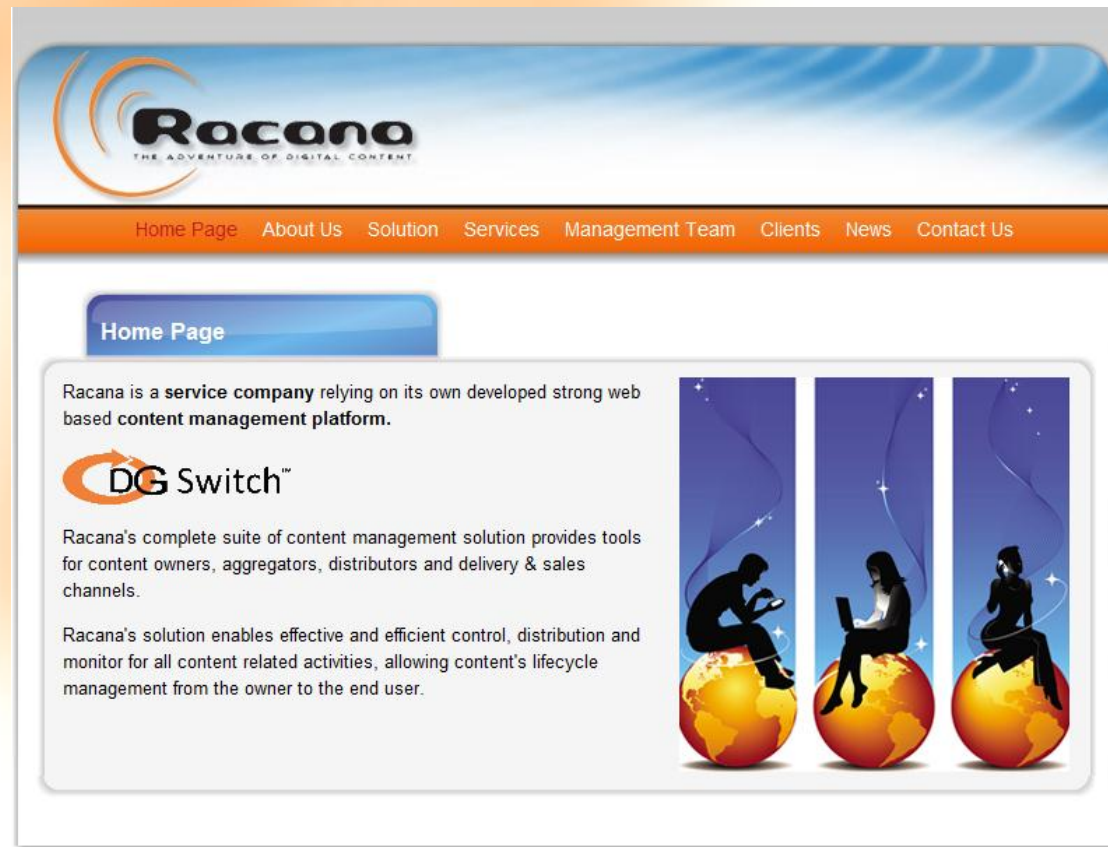 Racana
THE ADVENTURE OF DIGITAL CONTENT
Home Page About Us Solution Services Management Team Clients News Contact Us
Home Page
Racana is a service company relying on its own developed strong web
based content management platform.
DG Switch™
Racana's complete suite of content management solution provides tools
for content owners, aggregators, distributors and delivery & sales
channels.
Racana's solution enables effective and efficient control, distribution and
monitor for all content related activities, allowing content's lifecycle
management from the owner to the end user.